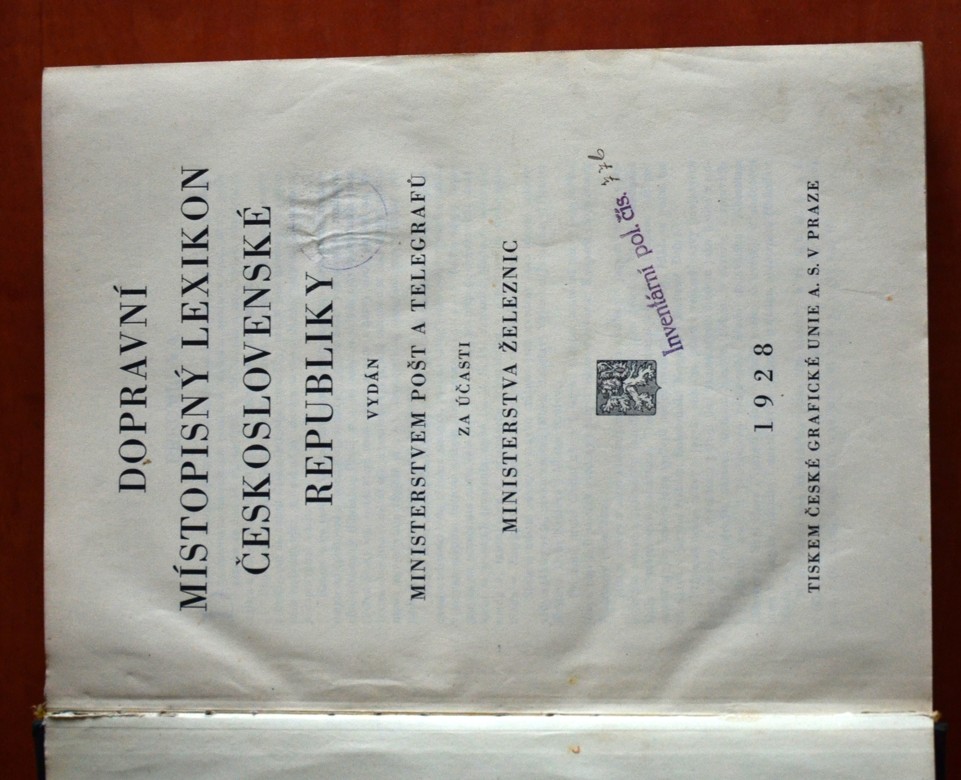 DOPRAVNÍ
MÍSTOPISNÝ LEXIKON
ČESKOSLOVENSKÉ
REPUBLIKY
VYDÁN
MINISTERSTVEM POŠT A TELEGRAFŮ
ZA ÚČASTI
MINISTERSTVA ŽELEZNIC
Inventární pol. čís.
1928
TISKEM ČESKÉ GRAFICKÉ UNIE A. S. V PRAZE